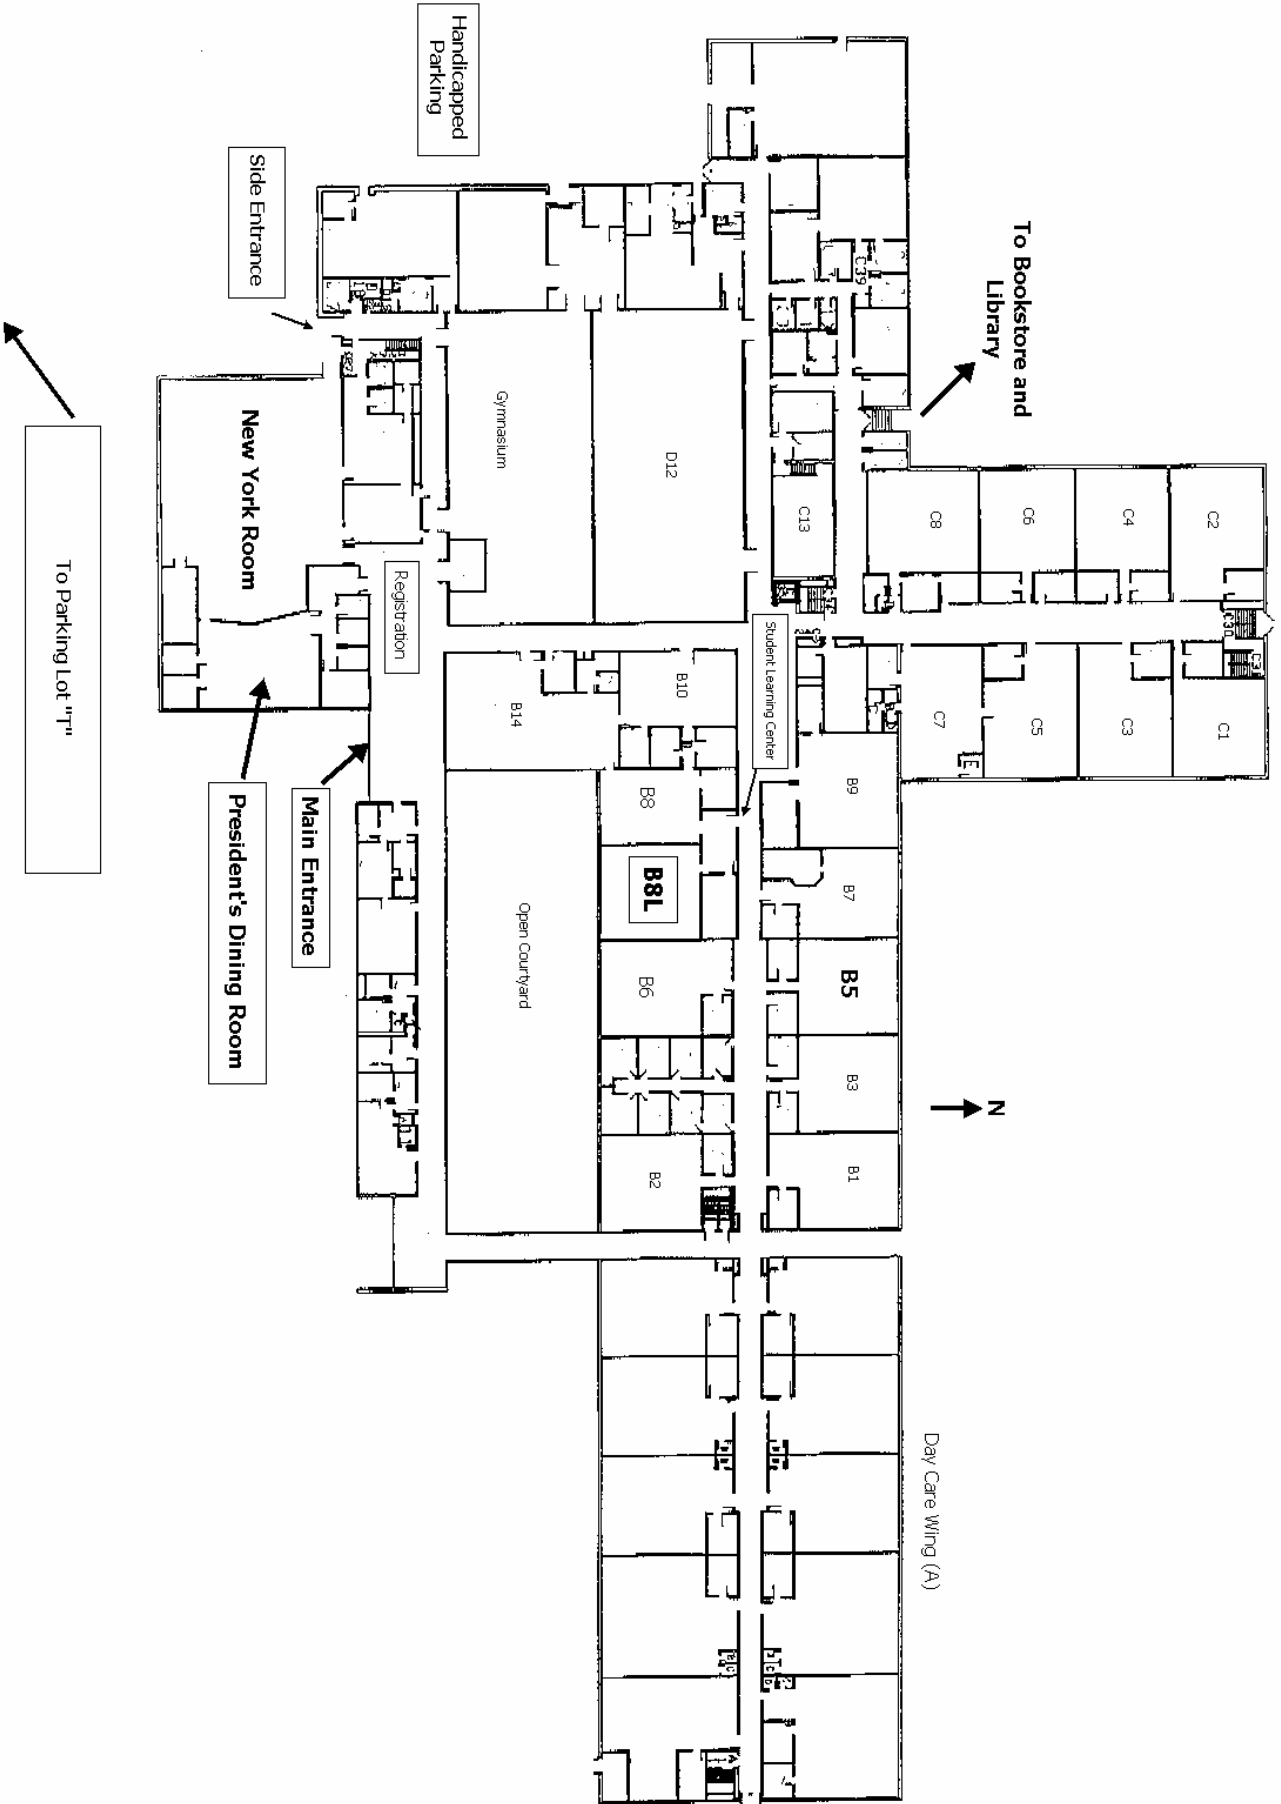 Handicapped
Parking
Side Entrance
To Bookstore and
Library
C39
New York Room
Gymnasium
D12
C13
C8
C6
C4
C2
Registration
Student Learning Center
C30
To Parking Lot "T"
President's Dining Room
Main Entrance
B14
B10
B9
C7
C5
C3
C1
B8
B8L
B7
Open Courtyard
B6
B5
B3
N
B2
B1
Day Care Wing (A)